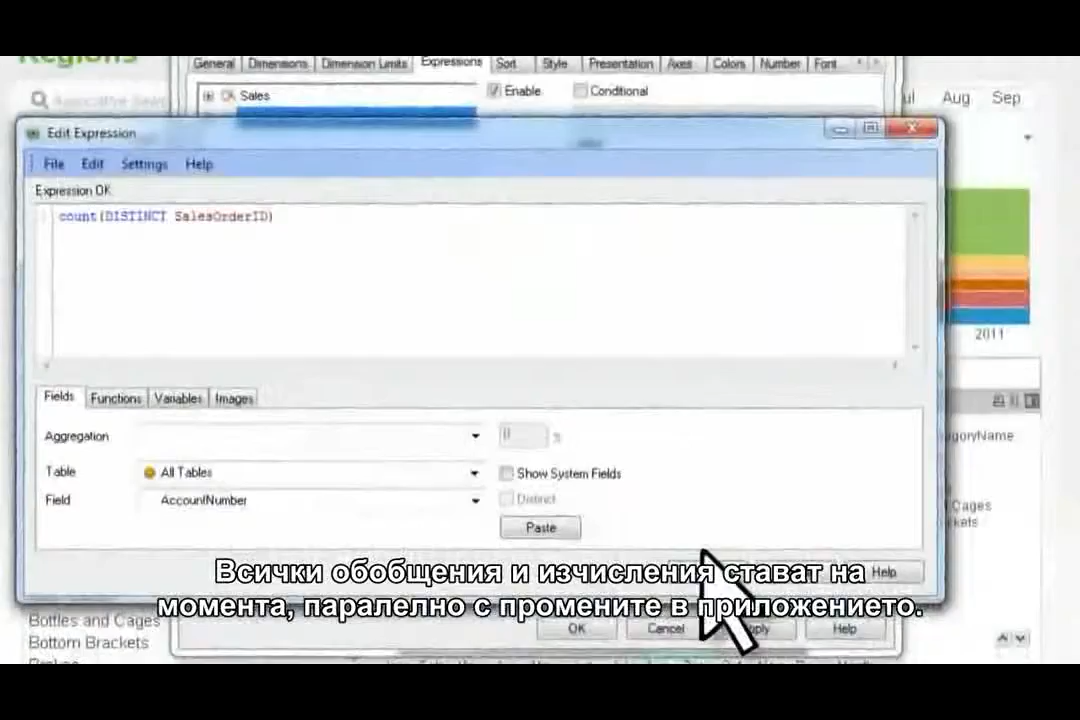 Regions
General Dimensions Dimension Limits Expressions Sort Style Presentation Axes Colors Number Font
Sales Enable Conditional
Aug Sep
Edit Expression
File Edit Settings Help
Expression OK
count(DISTINCT SalesOrderID)
2011
Fields Functions Variables Images
Aggregation
Table All Tables Show System Fields
Field AccountNumber Distinct
Paste
Cages
Help
Всички обобщения и изчисления стават на
момента, паралелно с промените в приложението.
Bottles and Cages
OK Cancel Help
Bottom Brackets